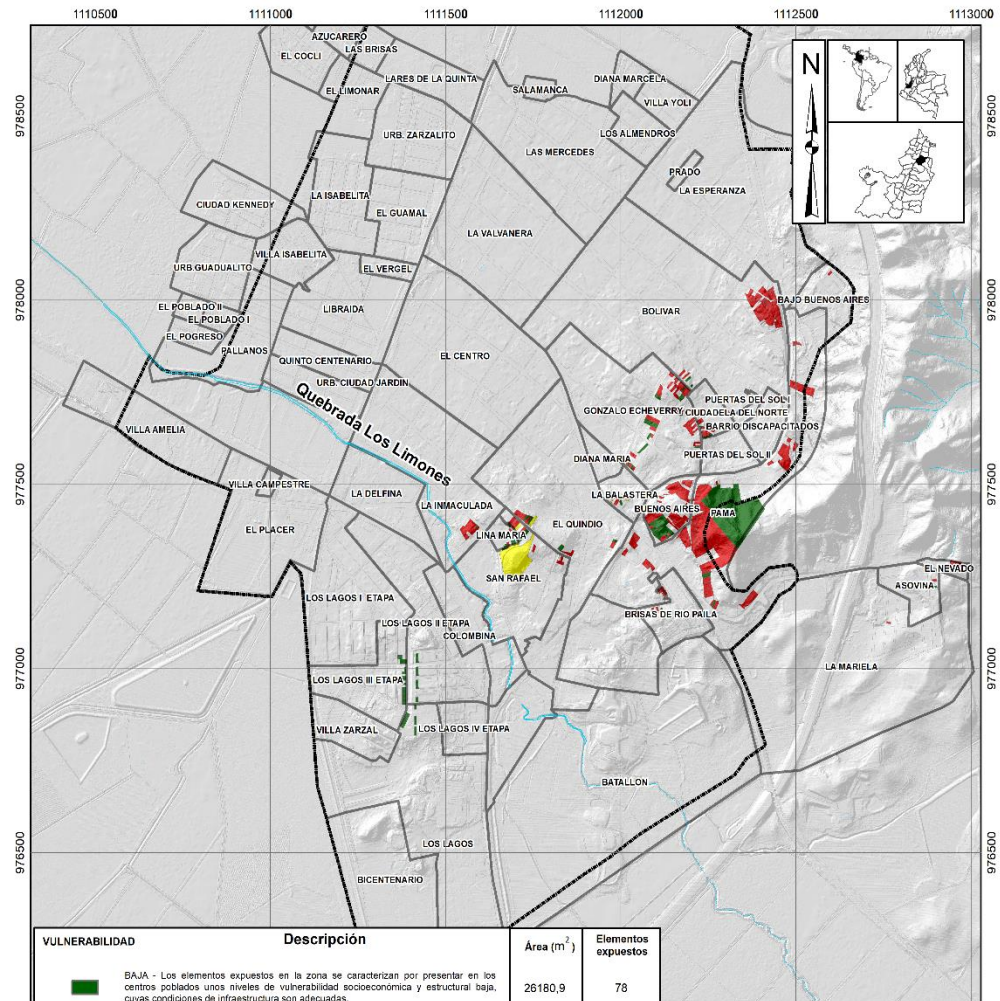 1110500
1111000
1111500
1112000
1112500
1113000
978500
978000
977500
977000
976500
978500
978000
977500
977000
976500
N
AZUCARERO
LAS BRISAS
EL COCLI
EL LIMONAR
LARES DE LA QUINTA
SALAMANCA
DIANA MARCELA
VILLA YOLI
URB. ZARZALITO
LOS ALMENDROS
LAS MERCEDES
PRADO
LA ESPERANZA
LA ISABELITA
CIUDAD KENNEDY
EL GUAMAL
LA VALVANERA
VILLA ISABELITA
URB.GUADUALITO
EL VERGEL
EL POBLADO II
EL POBLADO I
LIBRAIDA
BOLIVAR
BAJO BUENOS AIRES
EL POGRESO
PALLANOS
QUINTO CENTENARIO
EL CENTRO
URB. CIUDAD JARDIN
Quebrada Los Limones
PUERTAS DEL SOL I
GONZALO ECHEVERRY
CIUDADELA DEL NORTE
BARRIO DISCAPACITADOS
VILLA AMELIA
DIANA MARIA
PUERTAS DEL SOL II
VILLA CAMPESTRE
LA DELFINA
LA INMACULADA
LA BALASTERA
BUENOS AIRES
PAMA
EL PLACER
EL QUINDIO
LINA MARIA
SAN RAFAEL
EL NEVADO
ASOVINA
LOS LAGOS I ETAPA
BRISAS DE RIO PAILA
LOS LAGOS II ETAPA
COLOMBINA
LA MARIELA
LOS LAGOS III ETAPA
VILLA ZARZAL
LOS LAGOS IV ETAPA
BATALLON
LOS LAGOS
BICENTENARIO
VULNERABILIDAD
Descripción
Área (m²)
Elementos
expuestos
BAJA - Los elementos expuestos en la zona se caracterizan por presentar en los
centros poblados unos niveles de vulnerabilidad socioeconómica y estructural baja,
cuyas condiciones de infraestructura son adecuadas.
26180,9
78